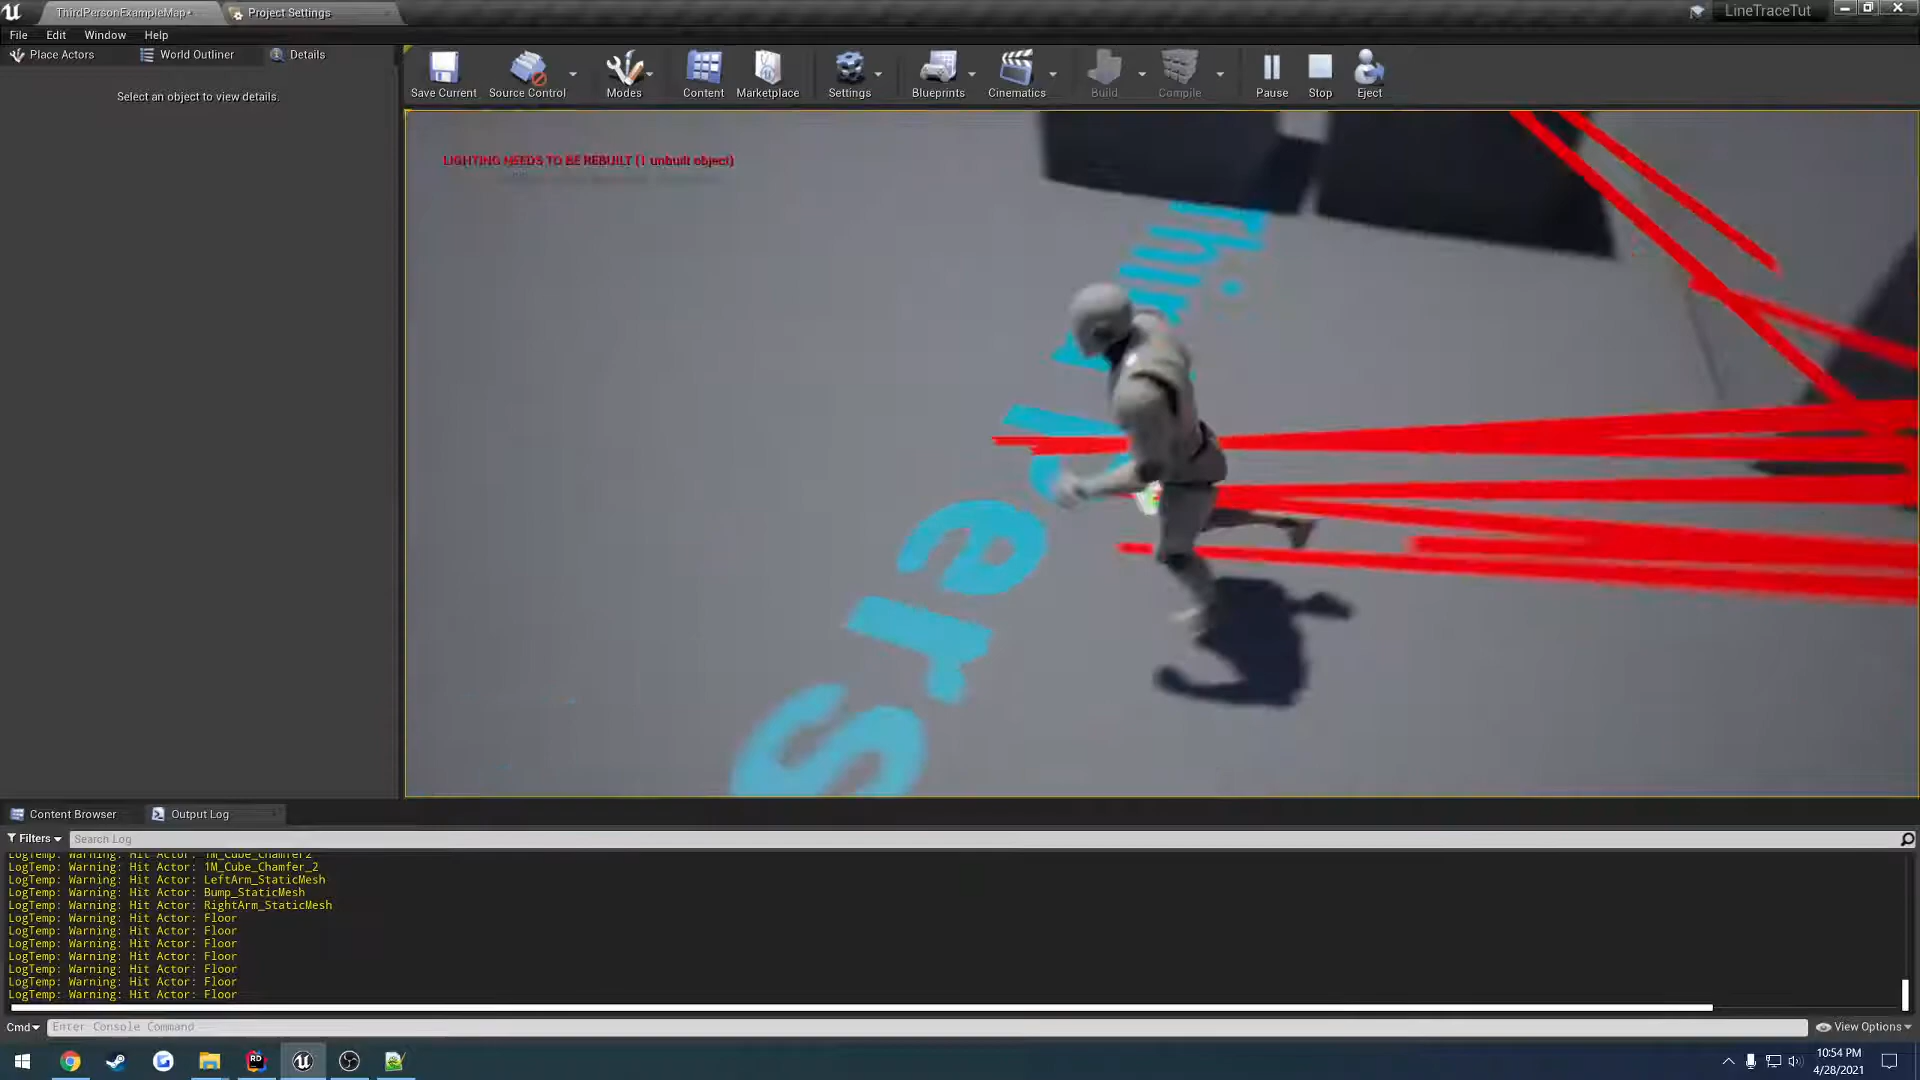 ThirdPersonExampleMap*
Project Settings
LineTraceTut
File Edit Window Help
Place Actors
World Outliner
Details
Select an object to view details.
Save Current
Source Control
Modes
Content
Marketplace
Settings
Blueprints
Cinematics
Build
Compile
Pause
Stop
Eject
LIGHTING NEEDS TO BE REBUILT (1 unbuilt object)
Content Browser
Output Log
Filters
Search Log
LogTemp: Warning: Hit Actor: 1M_Cube_Chamfer2
LogTemp: Warning: Hit Actor: 1M_Cube_Chamfer_2
LogTemp: Warning: Hit Actor: LeftArm_StaticMesh
LogTemp: Warning: Hit Actor: Bump_StaticMesh
LogTemp: Warning: Hit Actor: RightArm_StaticMesh
LogTemp: Warning: Hit Actor: Floor
LogTemp: Warning: Hit Actor: Floor
LogTemp: Warning: Hit Actor: Floor
LogTemp: Warning: Hit Actor: Floor
LogTemp: Warning: Hit Actor: Floor
LogTemp: Warning: Hit Actor: Floor
LogTemp: Warning: Hit Actor: Floor
Cmd
Enter Console Command
View Options
10:54 PM
4/28/2021